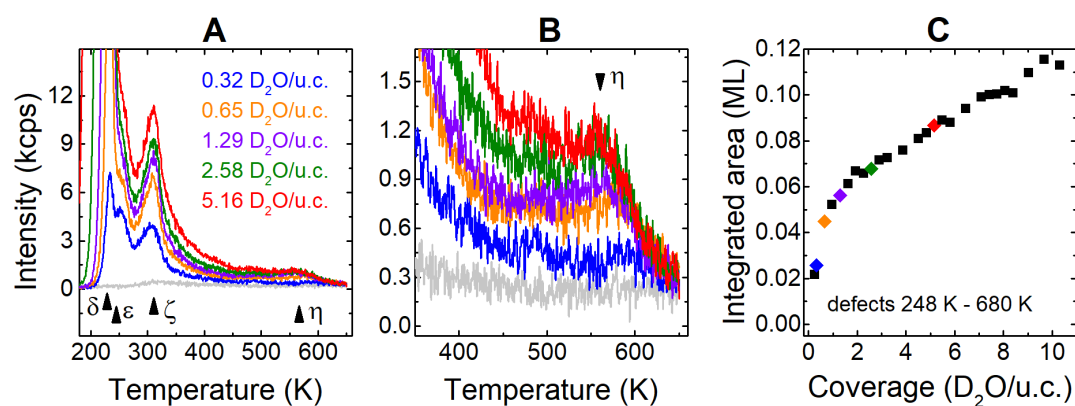 A
B
C
Intensity (kcps)
12
9
6
3
0
0.32 D₂O/u.c.
0.65 D₂O/u.c.
1.29 D₂O/u.c.
2.58 D₂O/u.c.
5.16 D₂O/u.c.
δ ε ζ η
200 300 400 500 600
Temperature (K)
1.5
1.2
0.9
0.6
0.3
0.0
η
400 500 600
Temperature (K)
Integrated area (ML)
0.12
0.10
0.08
0.06
0.04
0.02
0.00
defects 248 K - 680 K
0 2 4 6 8 10
Coverage (D₂O/u.c.)